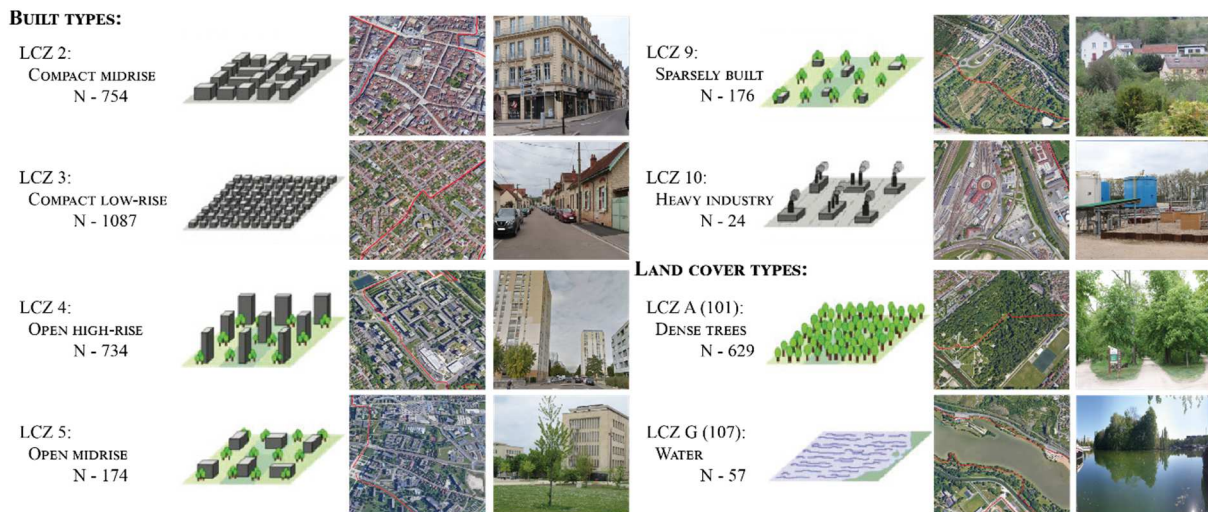 BUILT TYPES:
LCZ 2:
COMPACT MIDRISE
N - 754
LCZ 3:
COMPACT LOW-RISE
N - 1087
LCZ 4:
OPEN HIGH-RISE
N - 734
LCZ 5:
OPEN MIDRISE
N - 174
LCZ 9:
SPARSELY BUILT
N - 176
LCZ 10:
HEAVY INDUSTRY
N - 24
LAND COVER TYPES:
LCZ A (101):
DENSE TREES
N - 629
LCZ G (107):
WATER
N - 57